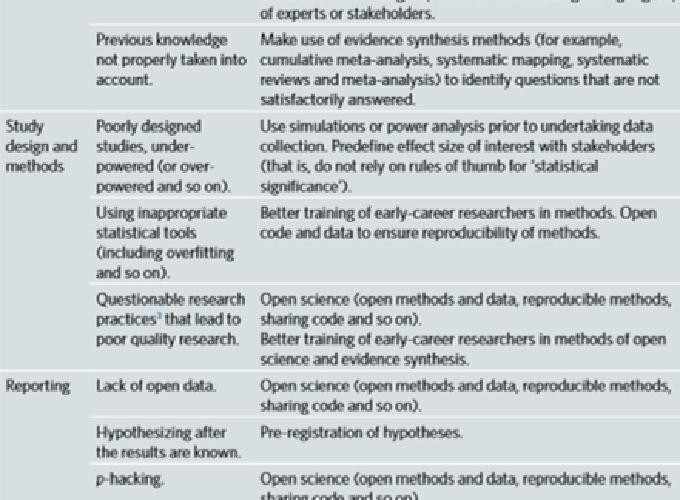 of experts or stakeholders.
Previous knowledge
not properly taken into
account.
Make use of evidence synthesis methods (for example,
cumulative meta-analysis, systematic mapping, systematic
reviews and meta-analysis) to identify questions that are not
satisfactorily answered.
Study
design and
methods
Poorly designed
studies, under-
powered (or over-
powered and so on).
Use simulations or power analysis prior to undertaking data
collection. Predefine effect size of interest with stakeholders
(that is, do not rely on rules of thumb for 'statistical
significance').
Using inappropriate
statistical tools
(including overfitting
and so on).
Better training of early-career researchers in methods. Open
code and data to ensure reproducibility of methods.
Questionable research
practices³ that lead to
poor quality research.
Open science (open methods and data, reproducible methods,
sharing code and so on).
Better training of early-career researchers in methods of open
science and evidence synthesis.
Reporting
Lack of open data.
Open science (open methods and data, reproducible methods,
sharing code and so on).
Hypothesizing after
the results are known.
Pre-registration of hypotheses.
p-hacking.
Open science (open methods and data, reproducible methods,
sharing code and so on)